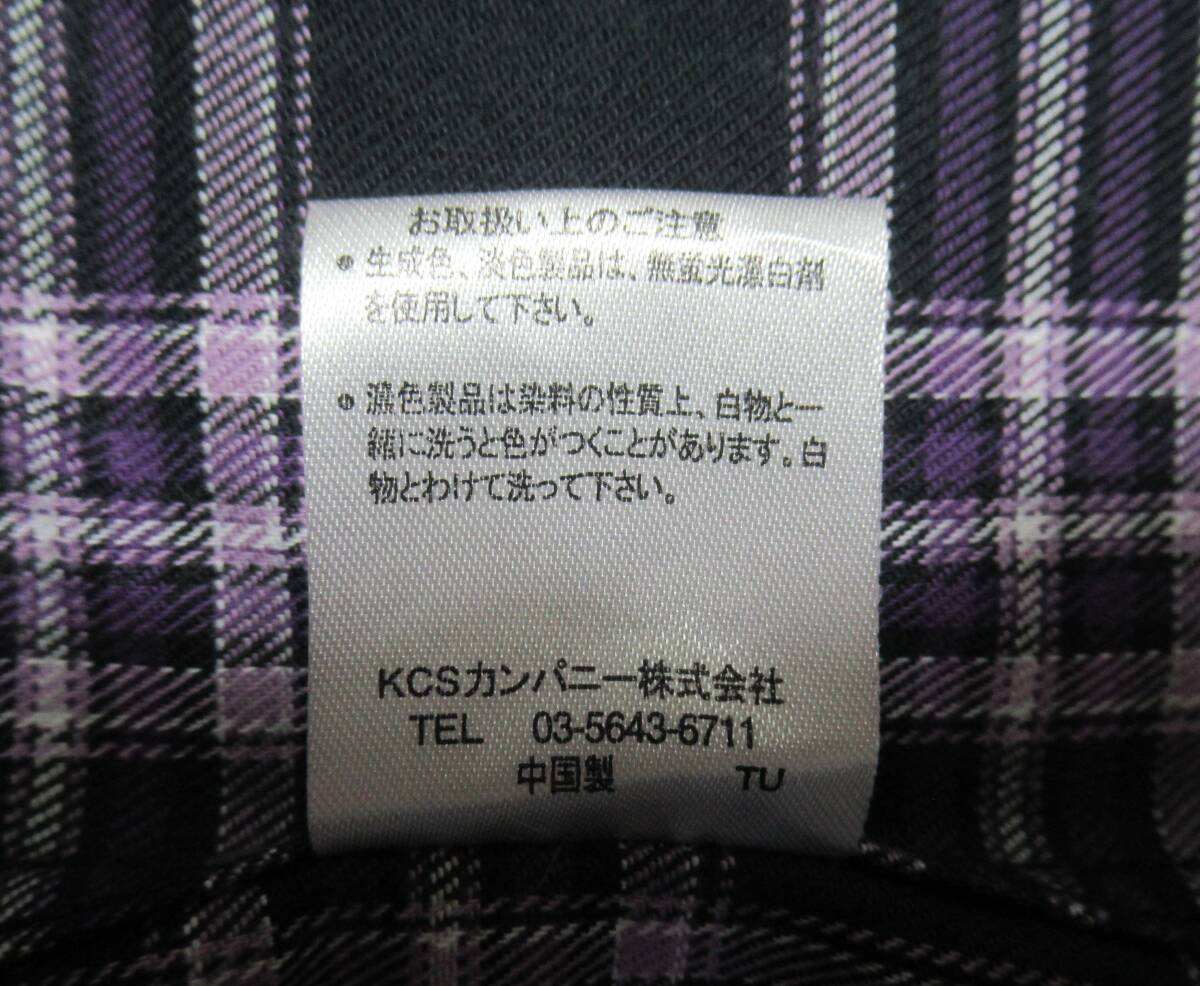 お取扱い上のご注意
● 生成色、淡色製品は、無蛍光漂白剤
を使用して下さい。
● 濃色製品は染料の性質上、白物と一
緒に洗うと色がつくことがあります。白
物とわけて洗って下さい。
KCSカンパニー株式会社
TEL 03-5643-6711
中国製 TU